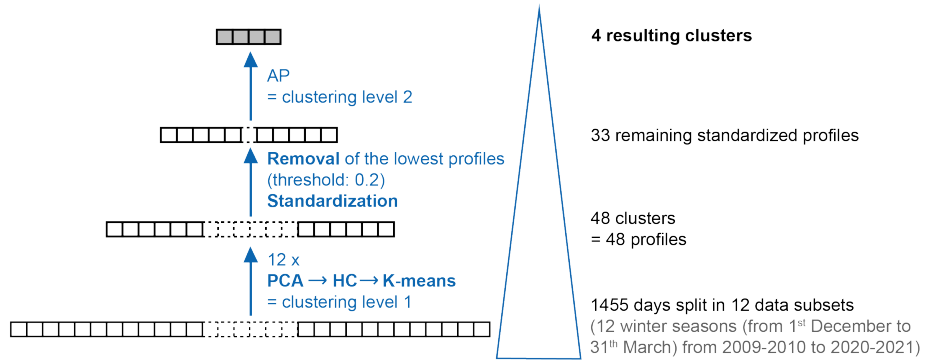 4 resulting clusters
AP
= clustering level 2
33 remaining standardized profiles
Removal of the lowest profiles
(threshold: 0.2)
Standardization
48 clusters
= 48 profiles
12 x
PCA → HC → K-means
= clustering level 1
1455 days split in 12 data subsets
(12 winter seasons (from 1st December to
31th March) from 2009-2010 to 2020-2021)